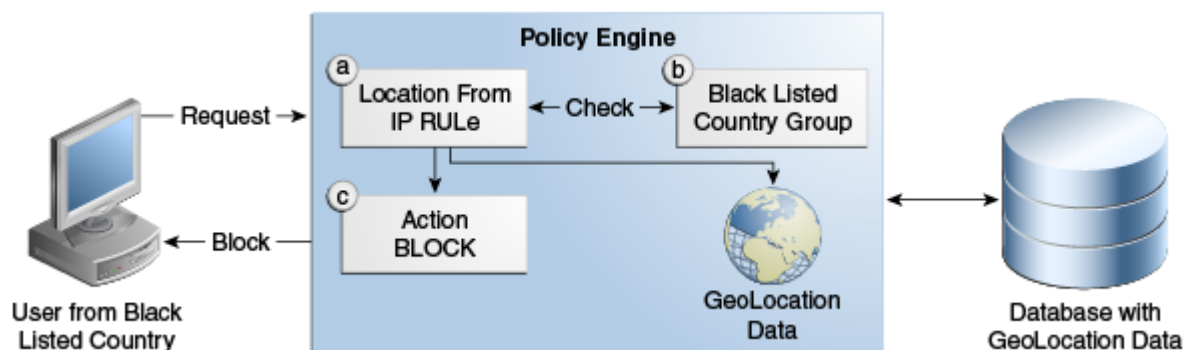 Policy Engine
a
Location From
IP RULe
Check
b
Black Listed
Country Group
Request
c
Action
BLOCK
Block
GeoLocation
Data
User from Black
Listed Country
Database with
GeoLocation Data